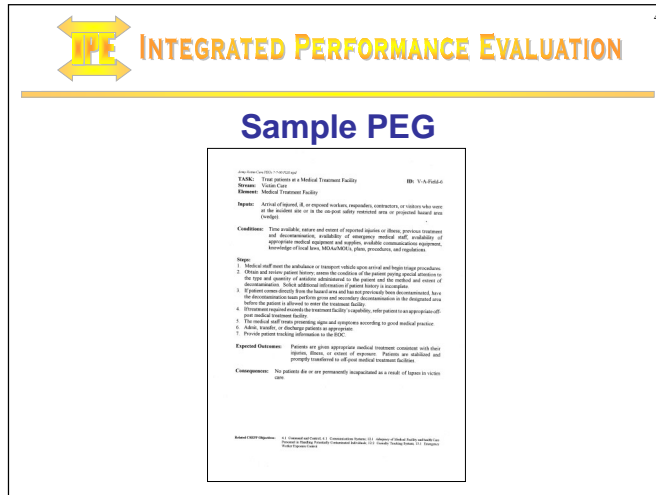 IPE INTEGRATED PERFORMANCE EVALUATION
Sample PEG
TASK: Treat patients at a Medical Treatment Facility ID: V-A-Field-6
Stream: Victim Care
Element: Medical Treatment Facility
Inputs: Arrival of injured, ill, or exposed workers, responders, contractors, or visitors who were
at the incident site or in the on-post safety restricted area or projected hazard area
(wedge).
Conditions: Time available, nature and extent of reported injuries or illness, previous treatment
and decontamination, availability of emergency medical staff, availability of
appropriate medical equipment and supplies, available communications equipment,
knowledge of local laws, MOAs/MOUs, plans, procedures, and regulations.
Steps:
1. Medical staff meet the ambulance or transport vehicle upon arrival and begin triage procedures.
2. Obtain and review patient history; assess the condition of the patient paying special attention to
the type and quantity of antidote administered to the patient and the method and extent of
decontamination. Solicit additional information if patient history is incomplete.
3. If patient comes directly from the hazard area and has not previously been decontaminated, have
the decontamination team perform gross and secondary decontamination in the designated area
before the patient is allowed to enter the treatment facility.
4. If treatment required exceeds the treatment facility's capability, refer patient to an appropriate off-
post medical treatment facility.
5. The medical staff treats presenting signs and symptoms according to good medical practice.
6. Admit, transfer, or discharge patients as appropriate.
7. Provide patient tracking information to the EOC.
Expected Outcomes: Patients are given appropriate medical treatment consistent with their
injuries, illness, or extent of exposure. Patients are stabilized and
promptly transferred to off-post medical treatment facilities.
Consequences: No patients die or are permanently incapacitated as a result of lapses in victim
care.